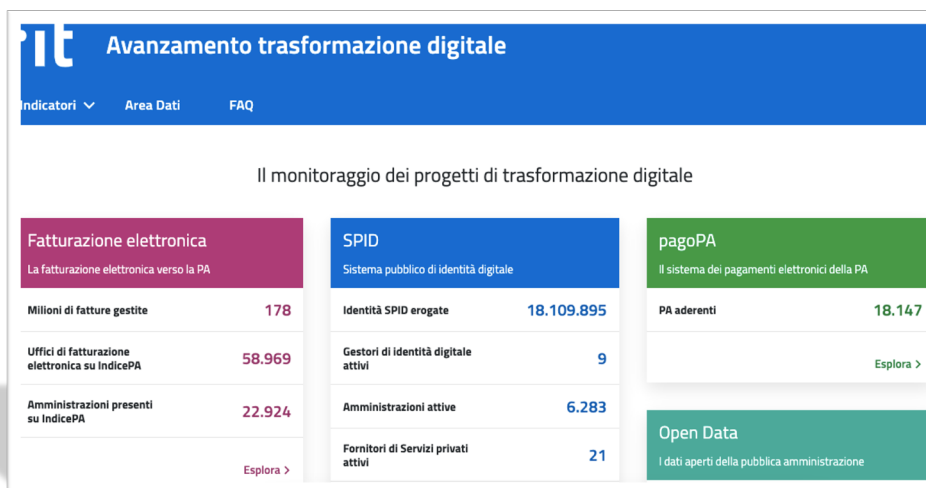 Avanzamento trasformazione digitale
Indicatori
Area Dati
FAQ
Il monitoraggio dei progetti di trasformazione digitale
Fatturazione elettronica
La fatturazione elettronica verso la PA
Milioni di fatture gestite 178
Uffici di fatturazione
elettronica su IndicePA 58.969
Amministrazioni presenti
su IndicePA 22.924
Esplora >
SPID
Sistema pubblico di identità digitale
Identità SPID erogate 18.109.895
Gestori di identità digitale
attivi 9
Amministrazioni attive 6.283
Fornitori di Servizi privati
attivi 21
pagoPA
Il sistema dei pagamenti elettronici della PA
PA aderenti 18.147
Esplora >
Open Data
I dati aperti della pubblica amministrazione